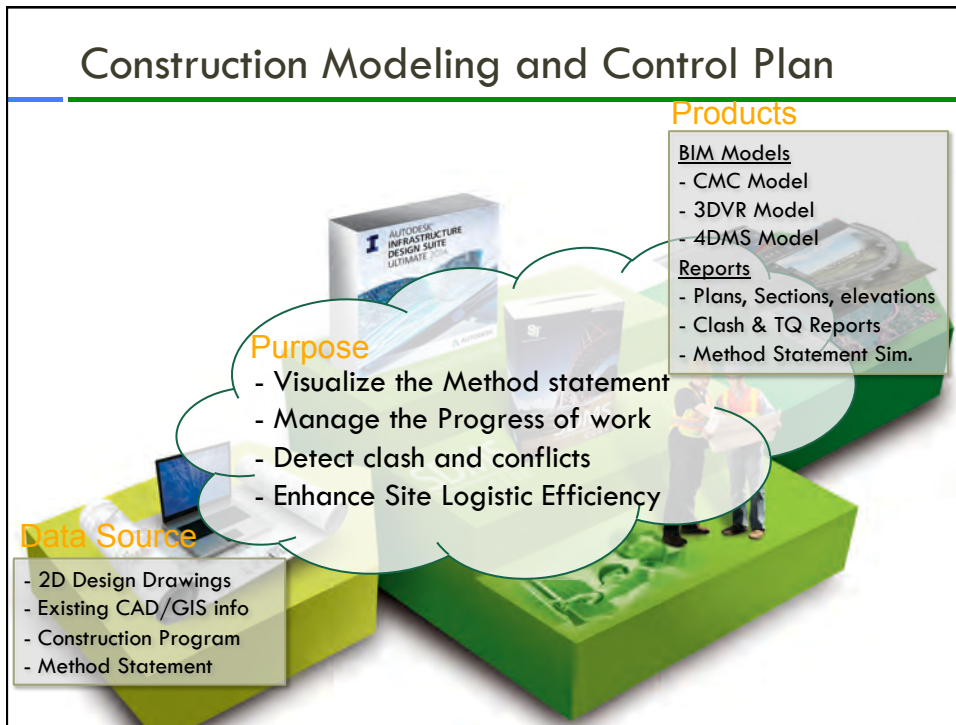 Construction Modeling and Control Plan
Products
BIM Models
- CMC Model
- 3DVR Model
- 4DMS Model
Reports
- Plans, Sections, elevations
- Clash & TQ Reports
- Method Statement Sim.
AUTODESK
INFRASTRUCTURE
DESIGN SUITE
ULTIMATE 2014
AUTODESK
Purpose
- Visualize the Method statement
- Manage the Progress of work
- Detect clash and conflicts
- Enhance Site Logistic Efficiency
Data Source
- 2D Design Drawings
- Existing CAD/GIS info
- Construction Program
- Method Statement